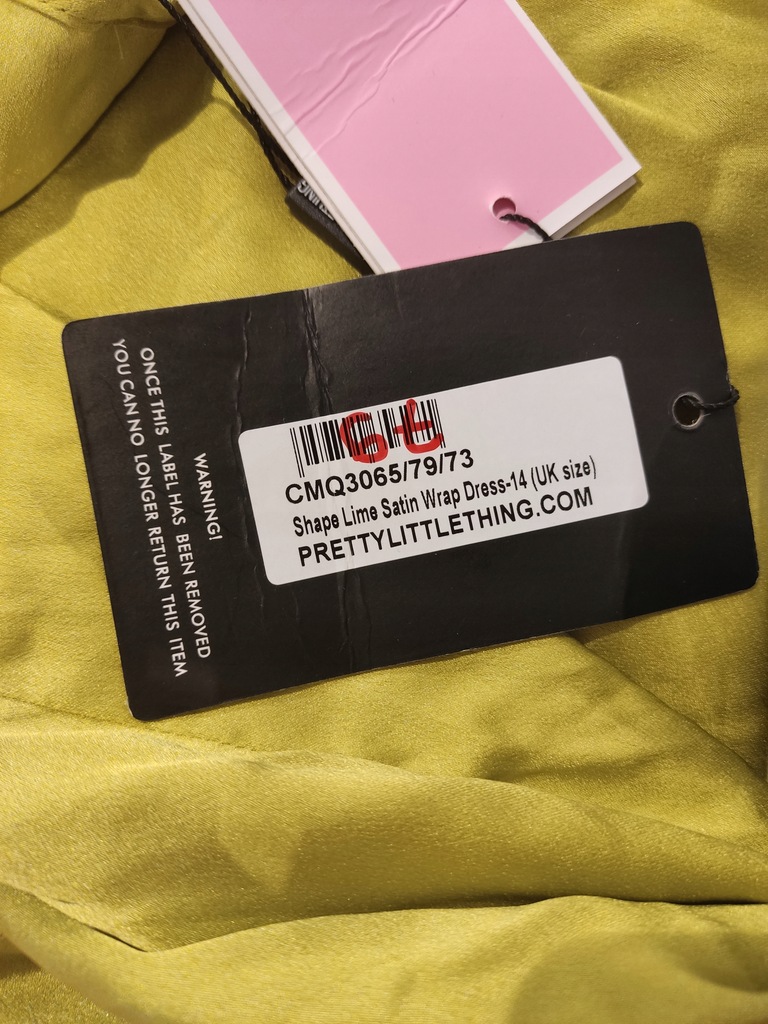 CMQ3065/79/73
Shape Lime Satin Wrap Dress-14 (UK size)
PRETTYLITTLETHING.COM
WARNING!
ONCE THIS LABEL HAS BEEN REMOVED
YOU CAN NO LONGER RETURN THIS ITEM